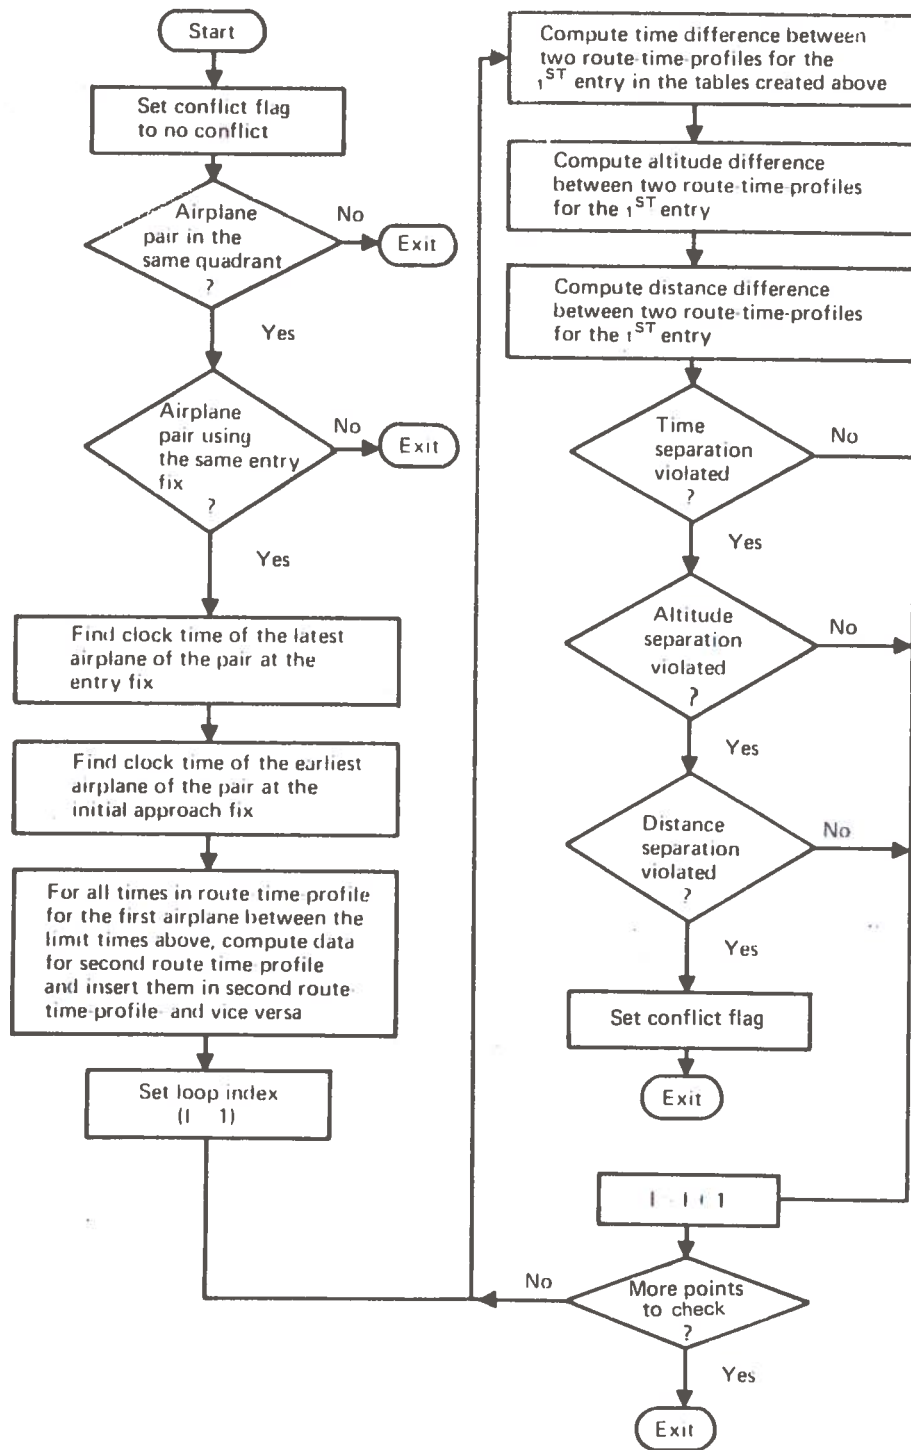 Start
Set conflict flag
to no conflict
Airplane
pair in the
same quadrant
?
No
Exit
Yes
Airplane
pair using
the same entry
fix
?
No
Exit
Yes
Find clock time of the latest
airplane of the pair at the
entry fix
Find clock time of the earliest
airplane of the pair at the
initial approach fix
For all times in route time-profile
for the first airplane between the
limit times above, compute data
for second route time profile
and insert them in second route
time-profile and vice versa
Set loop index
(I 1)
Compute time difference between
two route-time-profiles for the
1ST entry in the tables created above
Compute altitude difference
between two route-time-profiles
for the 1ST entry
Compute distance difference
between two route-time-profiles
for the 1ST entry
Time
separation
violated
?
No
Yes
Altitude
separation
violated
?
No
Yes
Distance
separation
violated
?
No
Yes
Set conflict flag
Exit
More points
to check
?
No
Yes
Exit